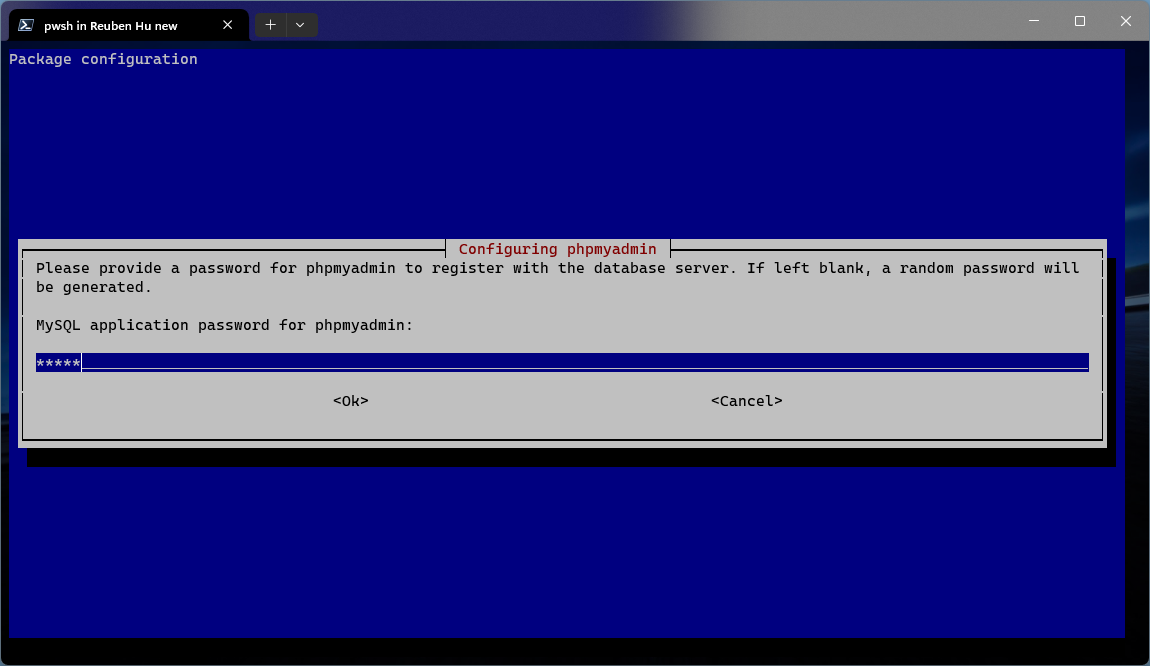 pwsh in Reuben Hu new
Package configuration
Configuring phpmyadmin
Please provide a password for phpmyadmin to register with the database server. If left blank, a random password will
be generated.
MySQL application password for phpmyadmin:
*****
<Ok> <Cancel>